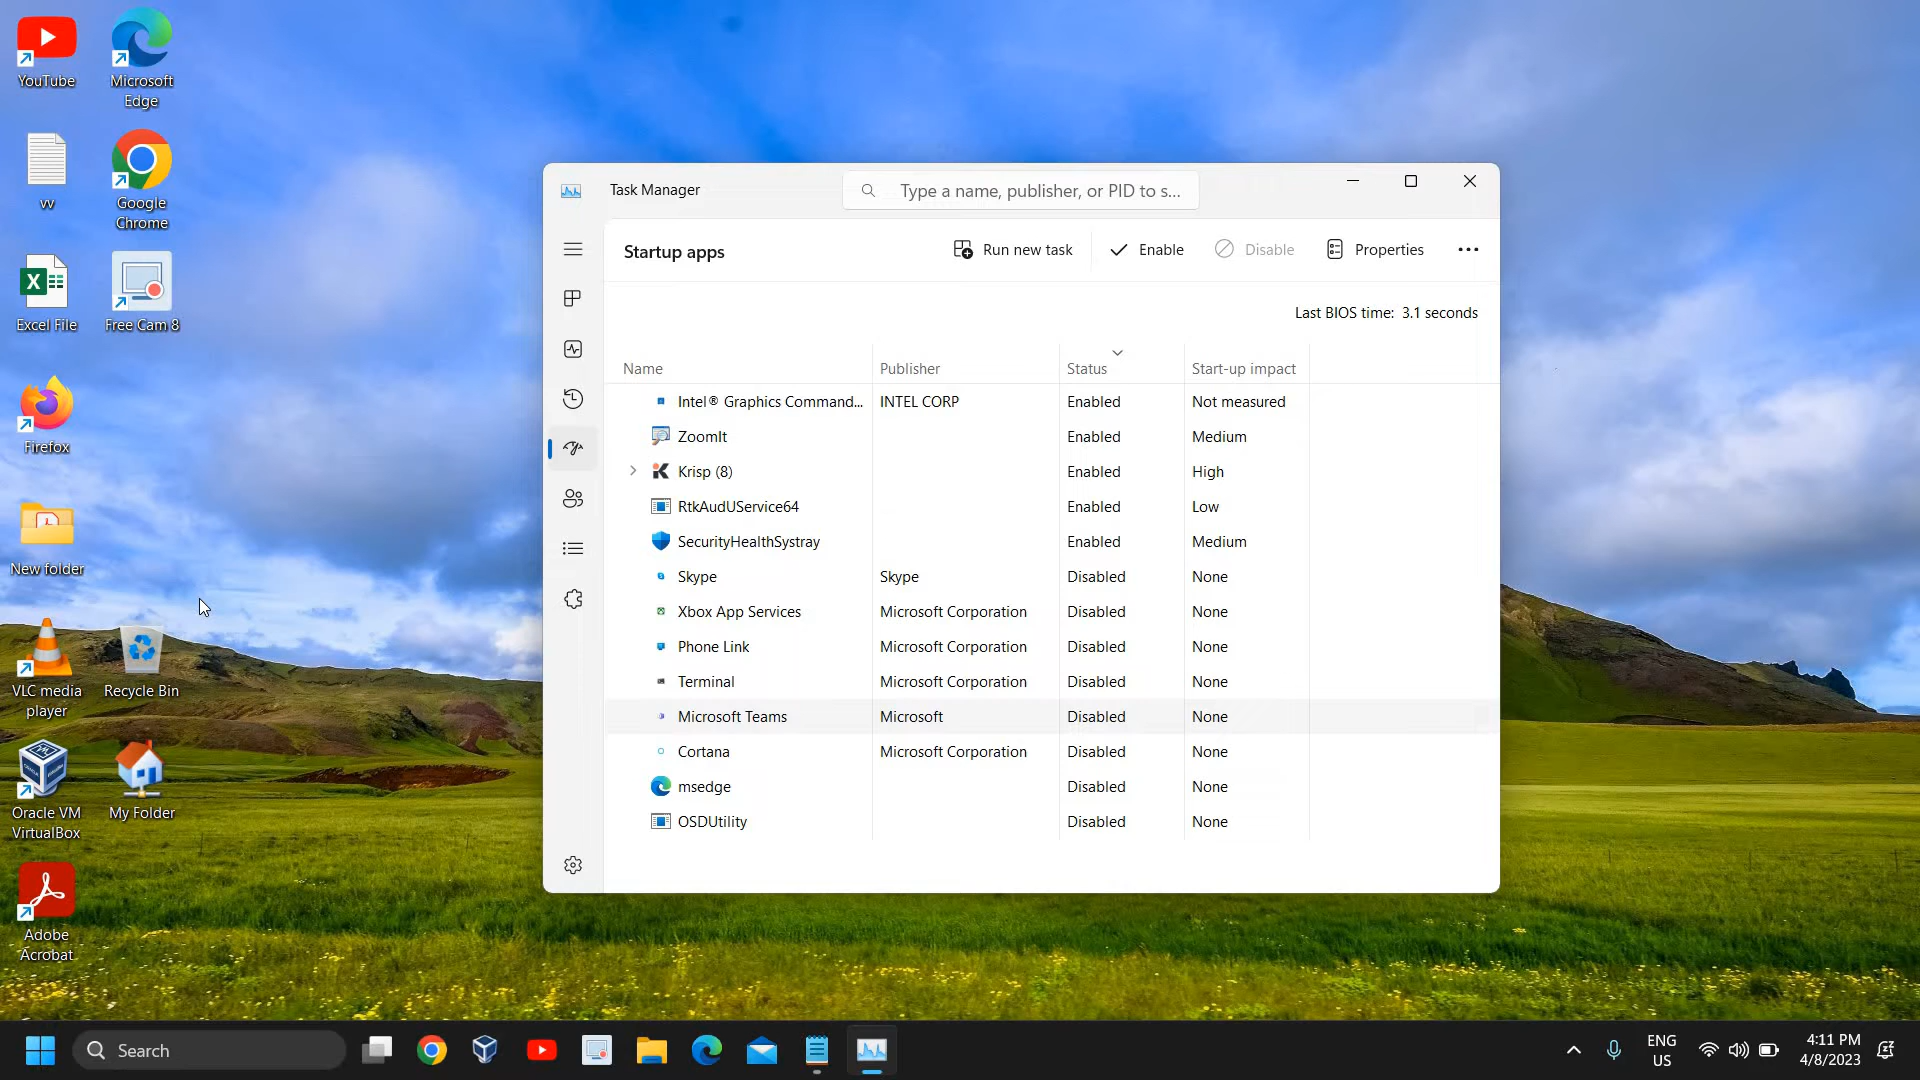 YouTube
Microsoft
Edge
vv
Google
Chrome
Excel File
Free Cam 8
Firefox
New folder
VLC media
player
Recycle Bin
Oracle VM
VirtualBox
My Folder
Adobe
Acrobat
Task Manager
Type a name, publisher, or PID to s...
Startup apps
Run new task
Enable
Disable
Properties
Last BIOS time: 3.1 seconds
Name Publisher Status Start-up impact
Intel® Graphics Command... INTEL CORP Enabled Not measured
ZoomIt Enabled Medium
Krisp (8) Enabled High
RtkAudUService64 Enabled Low
SecurityHealthSystray Enabled Medium
Skype Skype Disabled None
Xbox App Services Microsoft Corporation Disabled None
Phone Link Microsoft Corporation Disabled None
Terminal Microsoft Corporation Disabled None
Microsoft Teams Microsoft Disabled None
Cortana Microsoft Corporation Disabled None
msedge Disabled None
OSDUtility Disabled None
Search
ENG
US
4:11 PM
4/8/2023